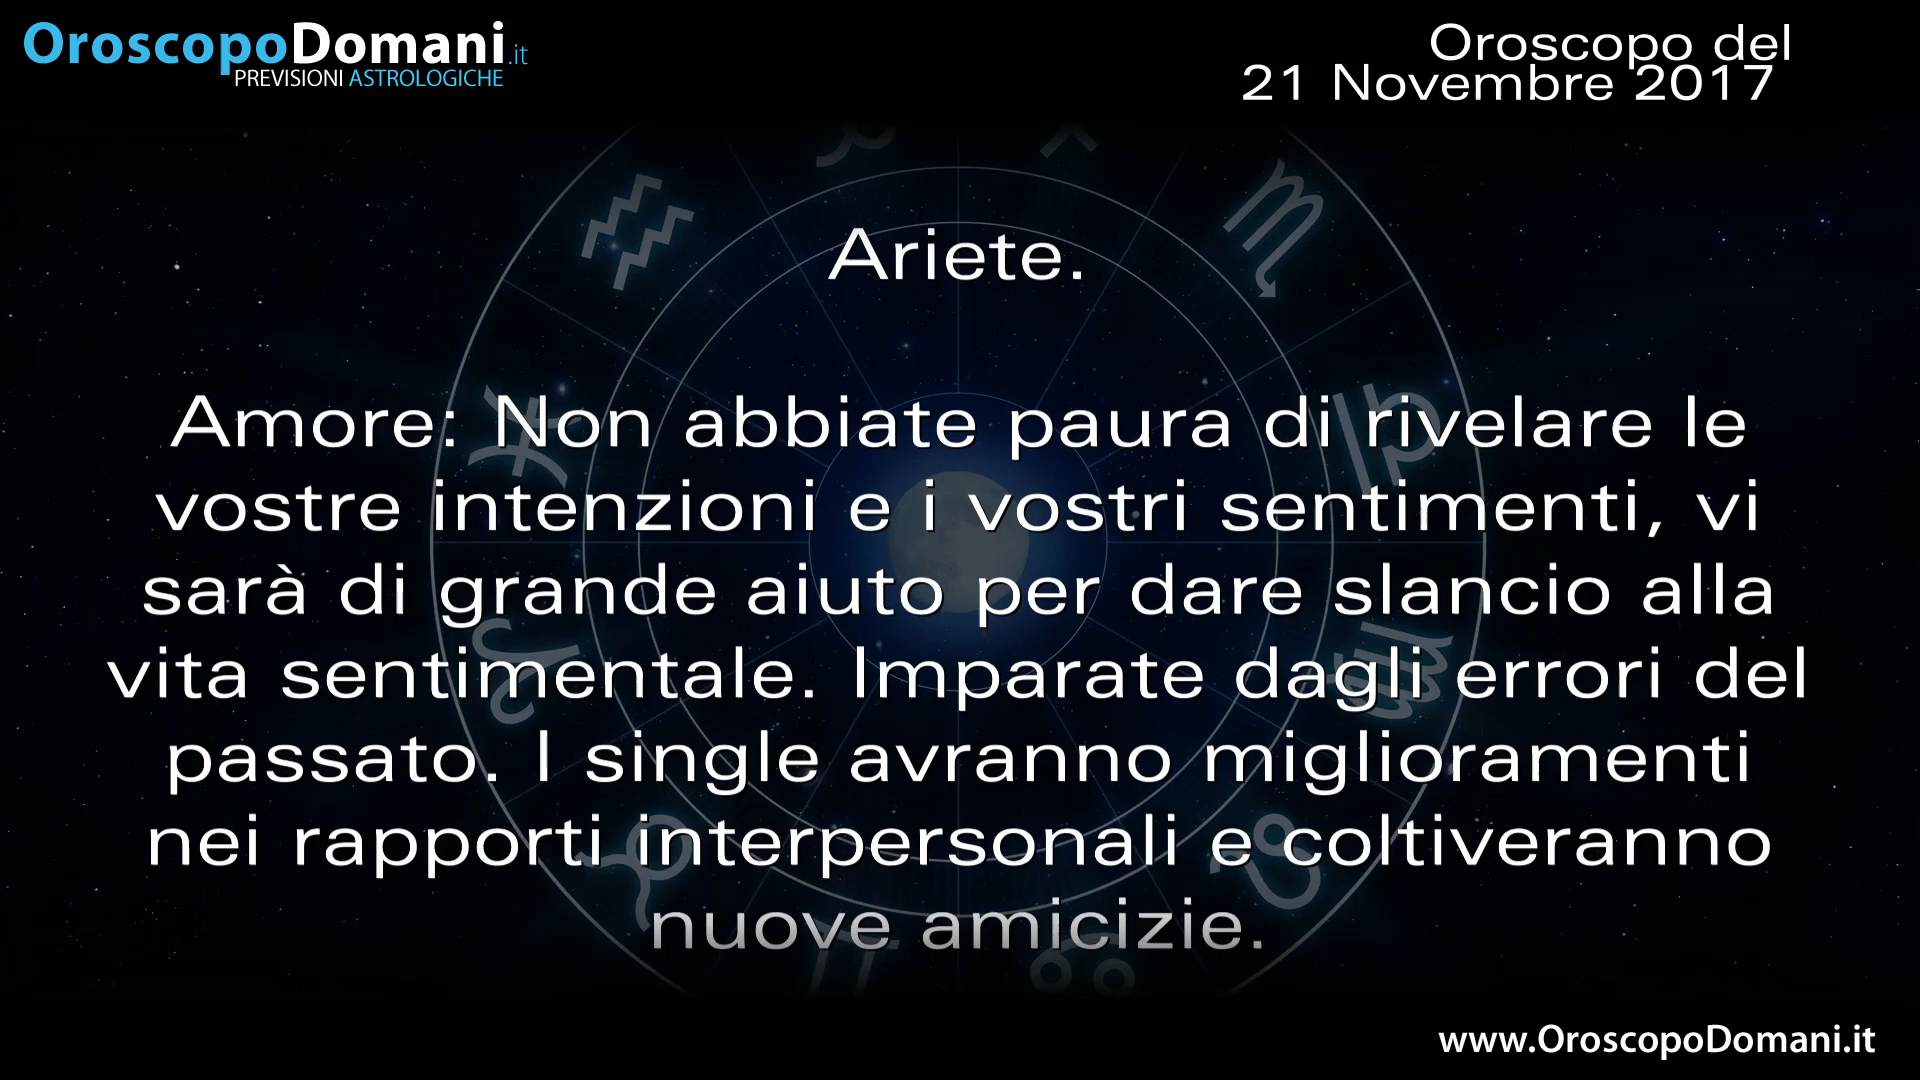 OroscopoDomani.it
PREVISIONI ASTROLOGICHE
Oroscopo del
21 Novembre 2017
Ariete.
Amore: Non abbiate paura di rivelare le
vostre intenzioni e i vostri sentimenti, vi
sarà di grande aiuto per dare slancio alla
vita sentimentale. Imparate dagli errori del
passato. I single avranno miglioramenti
nei rapporti interpersonali e coltiveranno
nuove amicizie.
www.OroscopoDomani.it